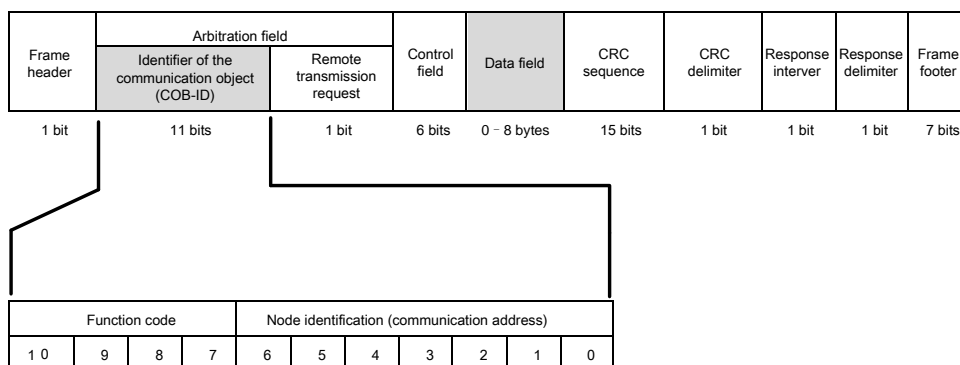 Frame header
Arbitration field
Identifier of the communication object (COB-ID)
Remote transmission request
Control field
Data field
CRC sequence
CRC delimiter
Response interver
Response delimiter
Frame footer
1 bit
11 bits
1 bit
6 bits
0－8 bytes
15 bits
1 bit
1 bit
1 bit
7 bits
Function code
Node identification (communication address)
1 0
9
8
7
6
5
4
3
2
1
0